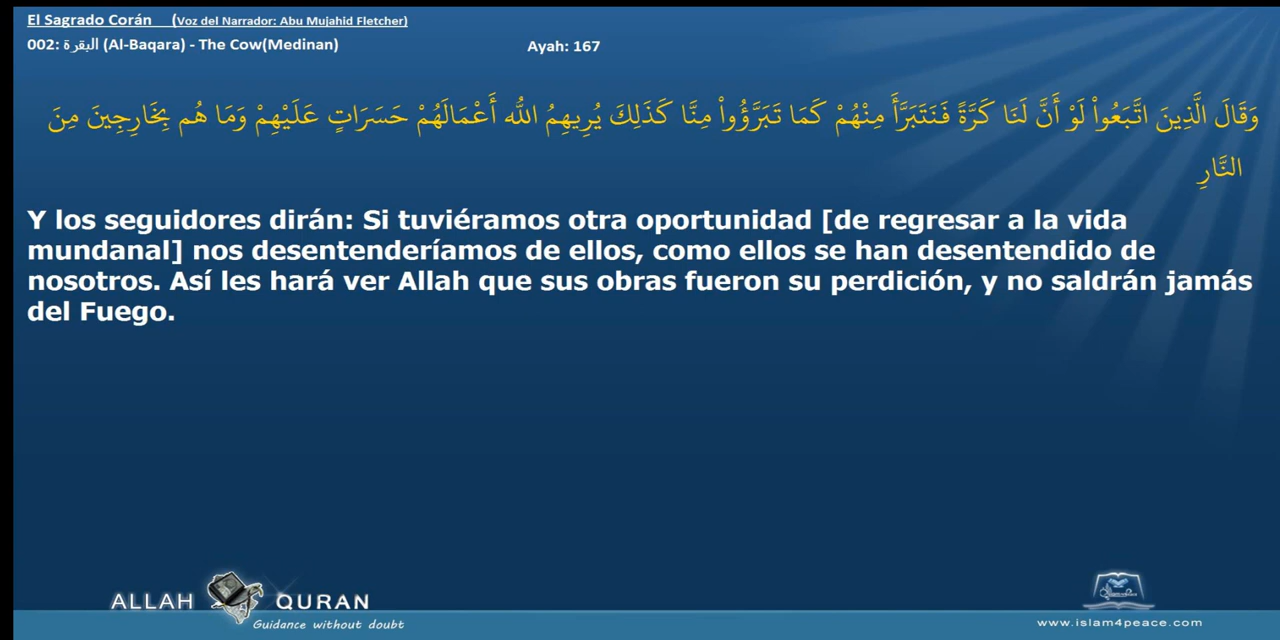 El Sagrado Corán (Voz del Narrador: Abu Mujahid Fletcher)
002: البقرة (Al-Baqara) - The Cow(Medinan) Ayah: 167
وَقَالَ الَّذِينَ اتَّبَعُواْ لَوْ أَنَّ لَنَا كَرَّةً فَنَتَبَرَّأَ مِنْهُمْ كَمَا تَبَرَّؤُواْ مِنَّا كَذَلِكَ يُرِيهِمُ اللّهُ أَعْمَالَهُمْ حَسَرَاتٍ عَلَيْهِمْ وَمَا هُم بِخَارِجِينَ مِنَ
النَّارِ
Y los seguidores dirán: Si tuviéramos otra oportunidad [de regresar a la vida
mundanal] nos desentenderíamos de ellos, como ellos se han desentendido de
nosotros. Así les hará ver Allah que sus obras fueron su perdición, y no saldrán jamás
del Fuego.
ALLAH QURAN
Guidance without doubt
www.islam4peace.com